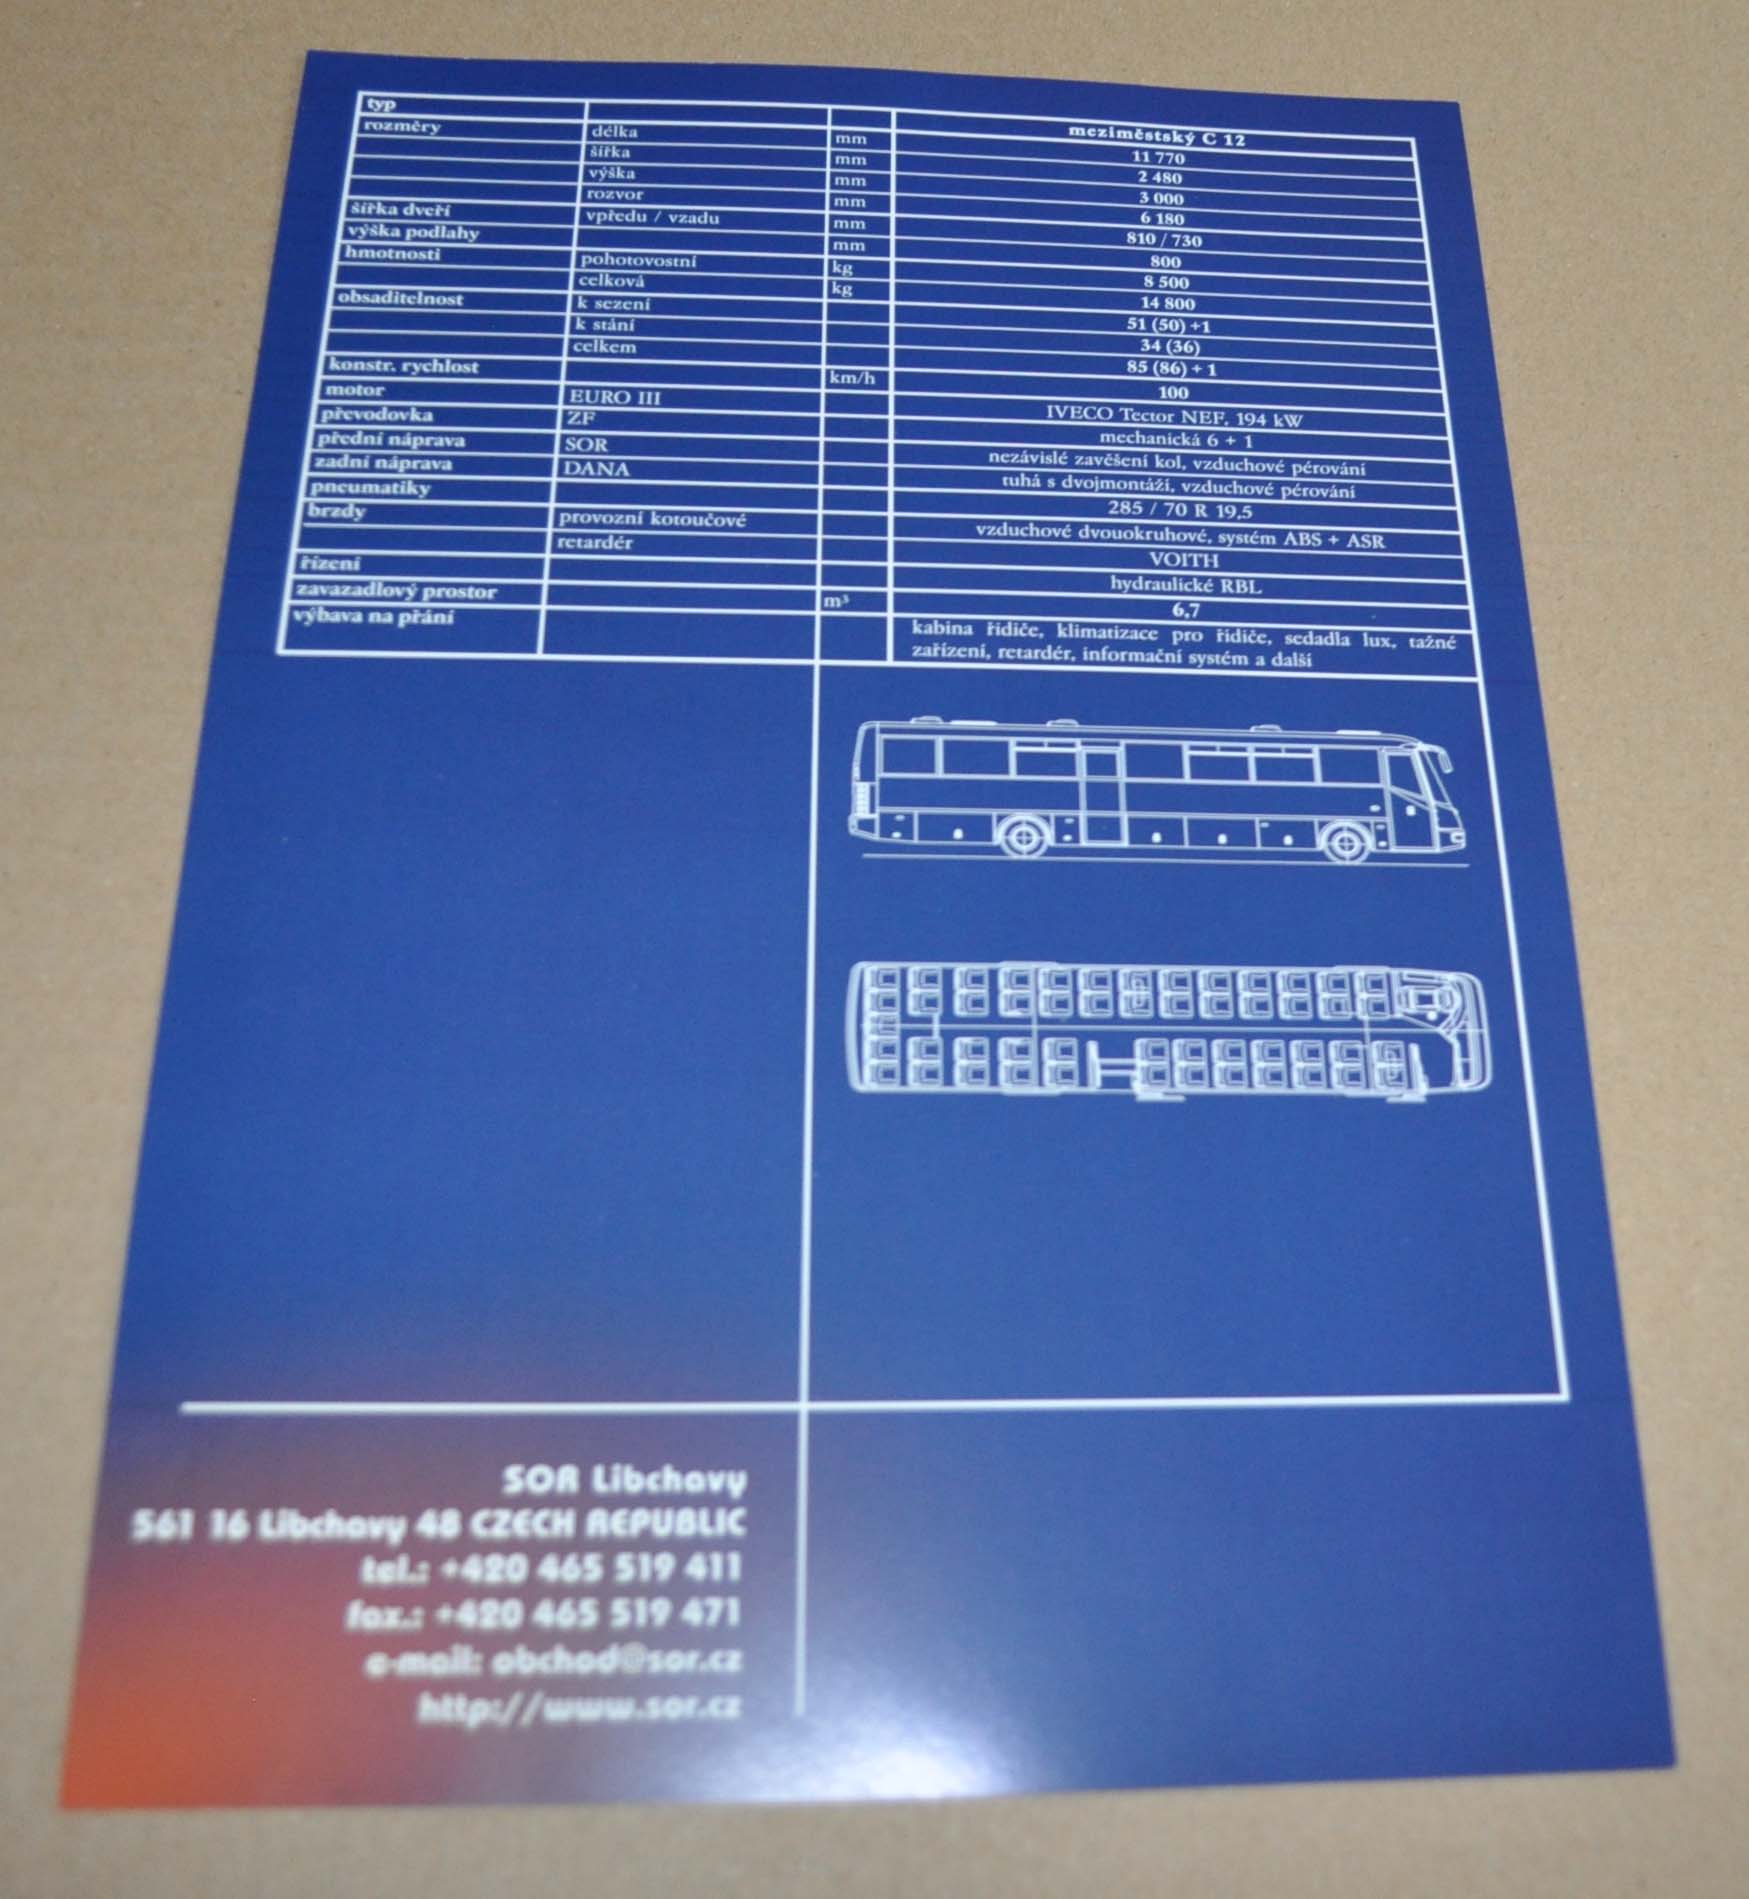 typ meziměstský C 12
rozměry délka mm 11 770
šířka mm 2 480
výška mm 3 000
rozvor mm 6 180
šířka dveří vpředu / vzadu mm 810 / 730
výška podlahy mm 800
hmotnosti pohotovostní kg 8 500
celková kg 14 800
obsaditelnost k sezení 51 (50) +1
k stání 34 (36)
celkem 85 (86) + 1
konstr. rychlost km/h 100
motor EURO III IVECO Tector NEF, 194 kW
převodovka ZF mechanická 6 + 1
přední náprava SOR nezávislé zavěšení kol, vzduchové pérování
zadní náprava DANA tuhá s dvojmontáží, vzduchové pérování
pneumatiky 285 / 70 R 19,5
brzdy provozní kotoučové vzduchové dvouokruhové, systém ABS + ASR
retardér VOITH
řízení hydraulické RBL
zavazadlový prostor m³ 6,7
výbava na přání kabina řidiče, klimatizace pro řidiče, sedadla lux, tažné
zařízení, retardér, informační systém a další
SOR Libchavy
561 16 Libchavy 48 CZECH REPUBLIC
tel.: +420 465 519 411
fax.: +420 465 519 471
e-mail: obchod@sor.cz
http://www.sor.cz